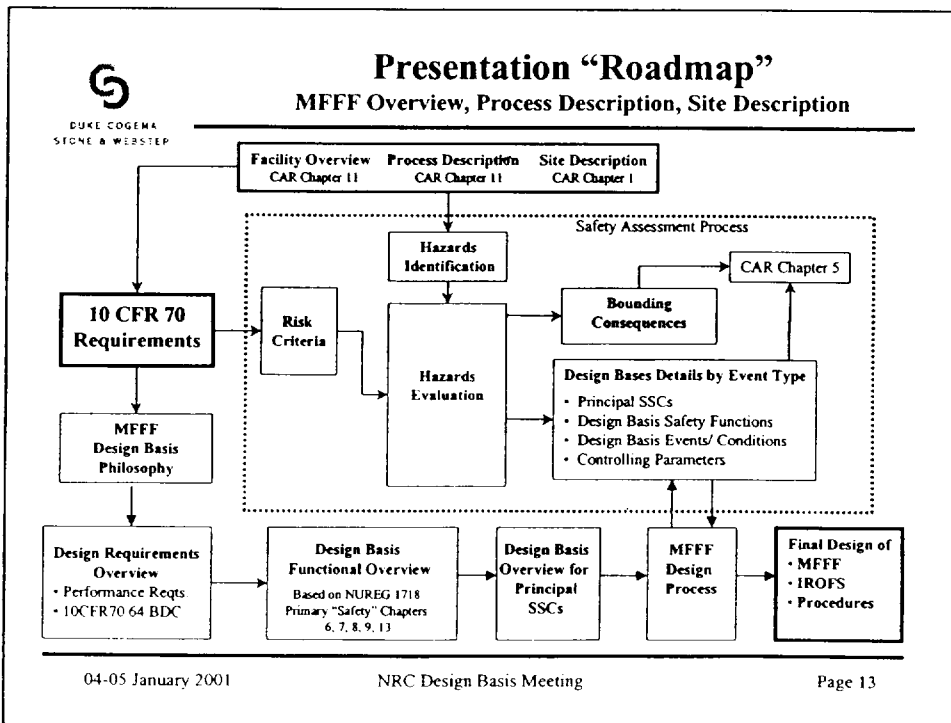 Presentation “Roadmap”
MFFF Overview, Process Description, Site Description
DUKE COGEMA
STONE & WEBSTER
Facility Overview Process Description Site Description
CAR Chapter 11 CAR Chapter 11 CAR Chapter 1
Safety Assessment Process
Hazards
Identification
CAR Chapter 5
10 CFR 70
Requirements
Risk
Criteria
Bounding
Consequences
Hazards
Evaluation
Design Bases Details by Event Type
• Principal SSCs
• Design Basis Safety Functions
• Design Basis Events/ Conditions
• Controlling Parameters
MFFF
Design Basis
Philosophy
Design Requirements
Overview
• Performance Reqts.
• 10CFR70 64 BDC
Design Basis
Functional Overview
Based on NUREG 1718
Primary “Safety” Chapters
6, 7, 8, 9, 13
Design Basis
Overview for
Principal
SSCs
MFFF
Design
Process
Final Design of
• MFFF
• IROFS
• Procedures
04-05 January 2001 NRC Design Basis Meeting Page 13